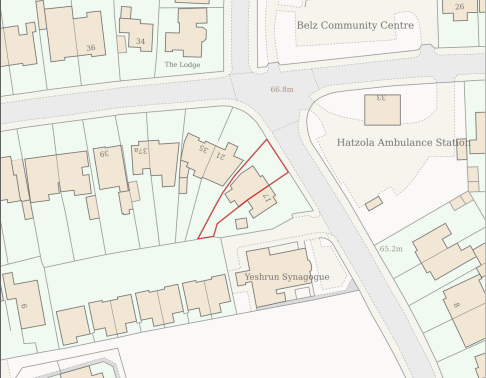 Belz Community Centre
26
36
34
The Lodge
66.8m
33
Hatzola Ambulance Station
39
37a
35
21
17
65.2m
Yeshrun Synagogue
9
8